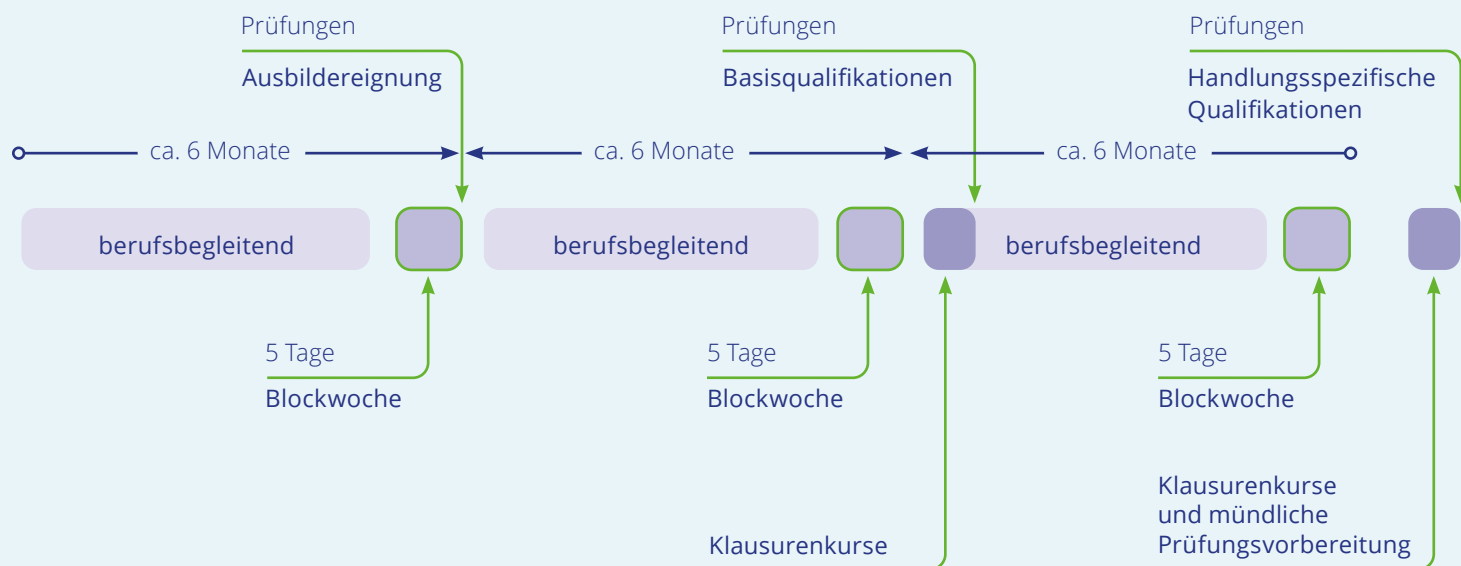 Prüfungen
Ausbildereignung
Prüfungen
Basisqualifikationen
Prüfungen
Handlungsspezifische
Qualifikationen
ca. 6 Monate
ca. 6 Monate
ca. 6 Monate
berufsbegleitend
berufsbegleitend
berufsbegleitend
5 Tage
Blockwoche
5 Tage
Blockwoche
5 Tage
Blockwoche
Klausurenkurse
Klausurenkurse
und mündliche
Prüfungsvorbereitung